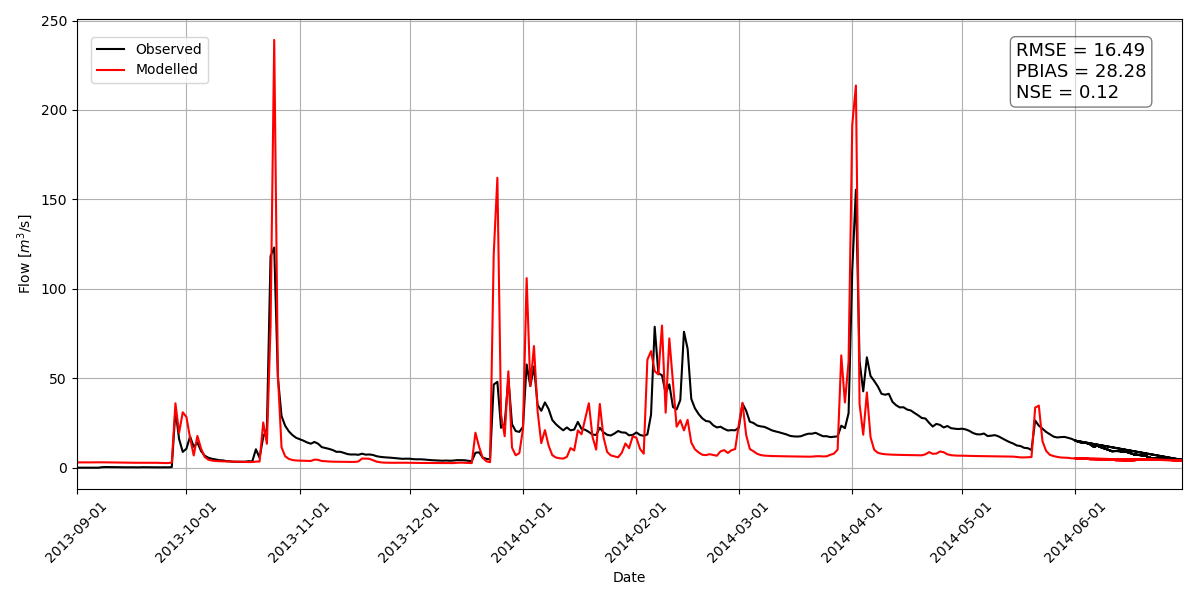 250
200
150
100
50
0
Flow [m³/s]
Observed
Modelled
RMSE = 16.49
PBIAS = 28.28
NSE = 0.12
2013-09-01
2013-10-01
2013-11-01
2013-12-01
2014-01-01
2014-02-01
2014-03-01
2014-04-01
2014-05-01
2014-06-01
Date